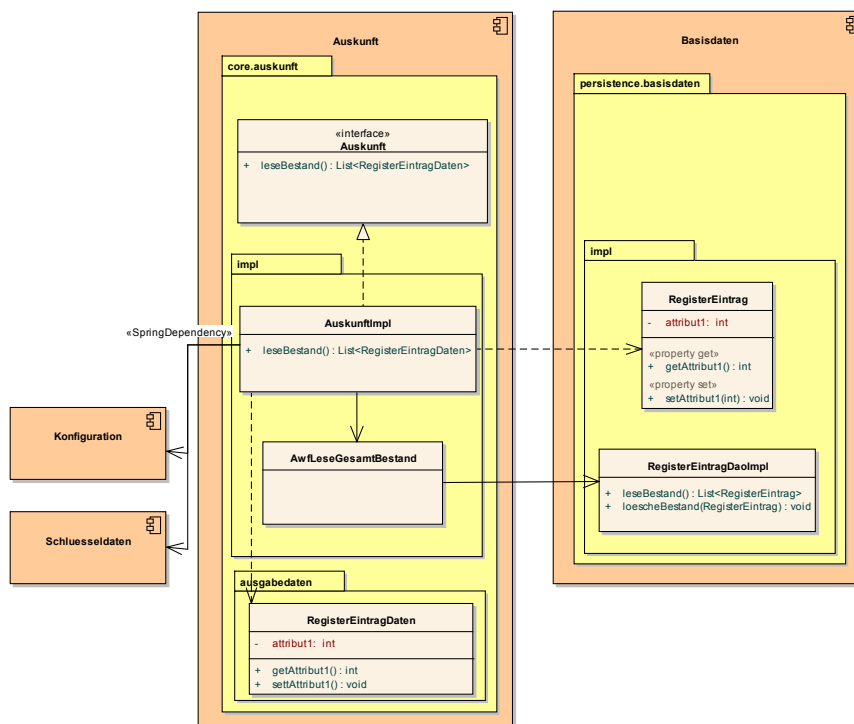 Auskunft
core.auskunft
«interface»
Auskunft
+ leseBestand() : List<RegisterEintragDaten>
impl
AuskunftImpl
+ leseBestand() : List<RegisterEintragDaten>
«SpringDependency»
AwfLeseGesamtBestand
ausgabedaten
RegisterEintragDaten
- attribut1: int
+ getAttribut1() : int
+ settAttribut1() : void
Konfiguration
Schluesseldaten
Basisdaten
persistence.basisdaten
impl
RegisterEintrag
- attribut1: int
«property get»
+ getAttribut1() : int
«property set»
+ setAttribut1(int) : void
RegisterEintragDaoImpl
+ leseBestand() : List<RegisterEintrag>
+ loescheBestand(RegisterEintrag) : void